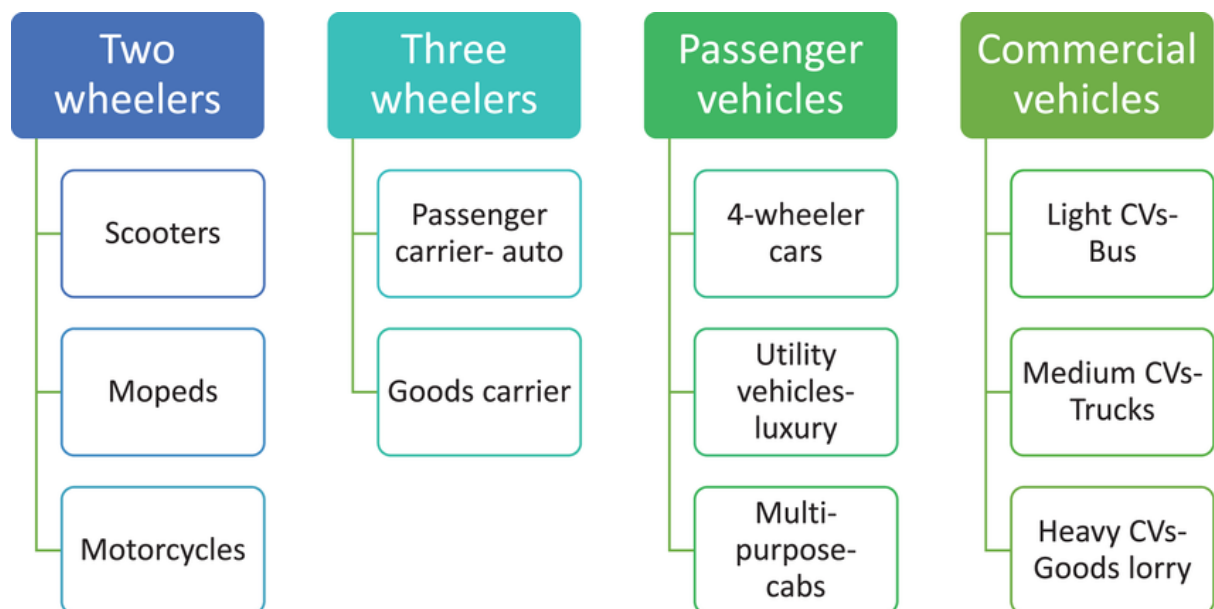 Two
wheelers
Scooters
Mopeds
Motorcycles
Three
wheelers
Passenger
carrier- auto
Goods carrier
Passenger
vehicles
4-wheeler
cars
Utility
vehicles-
luxury
Multi-
purpose-
cabs
Commercial
vehicles
Light CVs-
Bus
Medium CVs-
Trucks
Heavy CVs-
Goods lorry